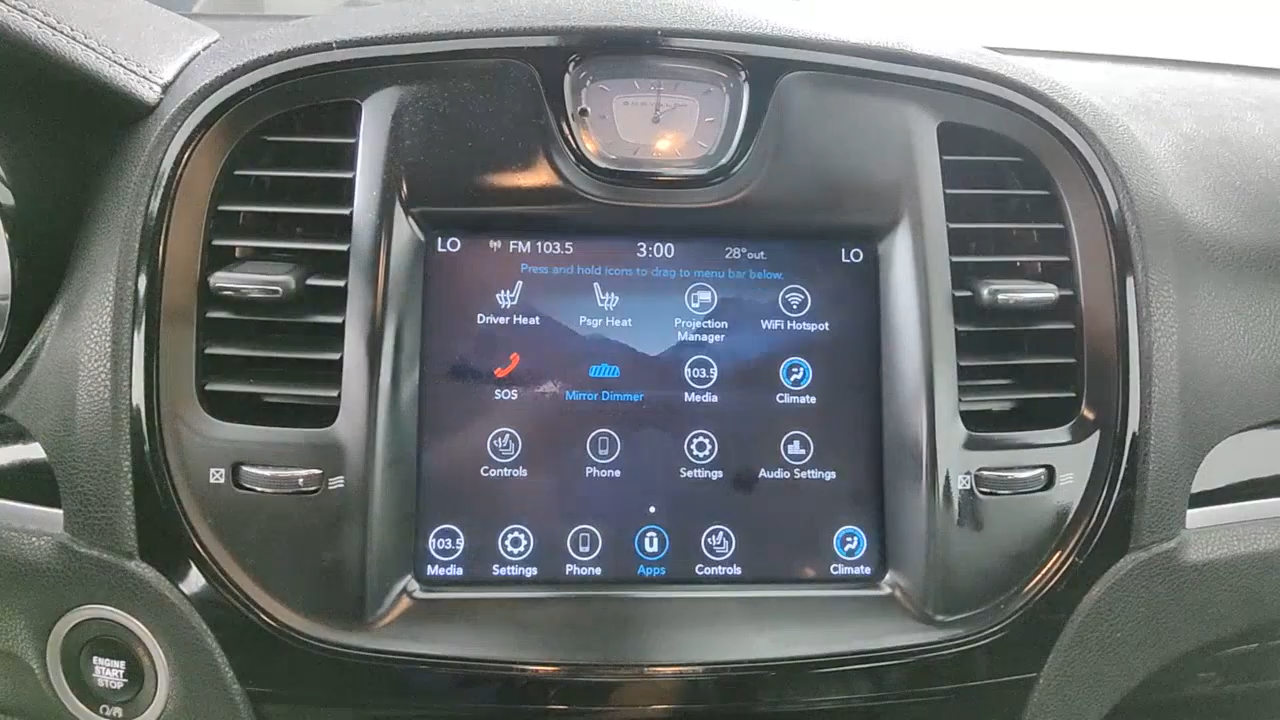 CHRYSLER
LO FM 103.5 3:00 28°out. LO
Press and hold icons to drag to menu bar below.
Driver Heat
Psgr Heat
Projection
Manager
WiFi Hotspot
SOS
Mirror Dimmer
103.5
Media
Climate
Controls
Phone
Settings
Audio Settings
103.5
Media
Settings
Phone
Apps
Controls
Climate
ENGINE
START
STOP